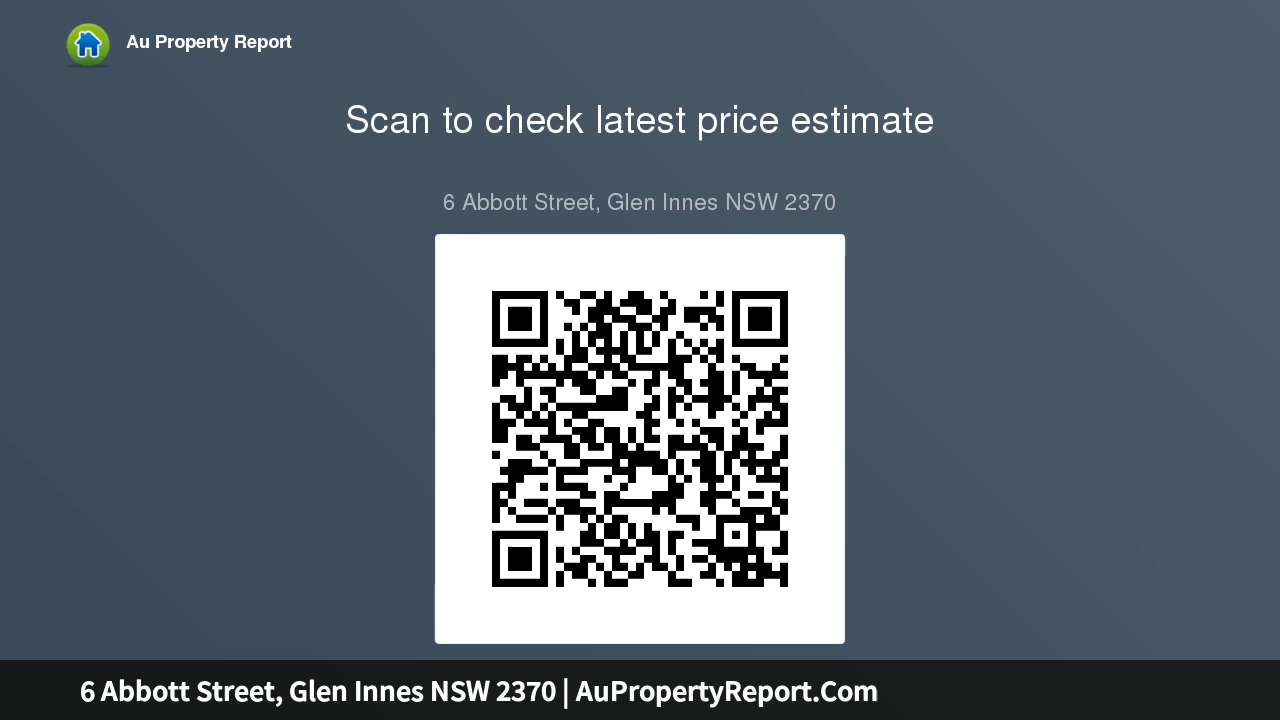 Au Property Report
Scan to check latest price estimate
6 Abbott Street, Glen Innes NSW 2370
6 Abbott Street, Glen Innes NSW 2370 | AuPropertyReport.Com